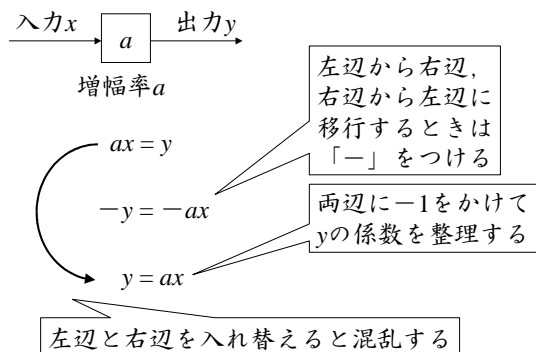 入力x
a
出力y
増幅率a
ax = y
左辺から右辺,
右辺から左辺に
移行するときは
「－」をつける
－y = －ax
両辺に－1をかけて
yの係数を整理する
y = ax
左辺と右辺を入れ替えると混乱する